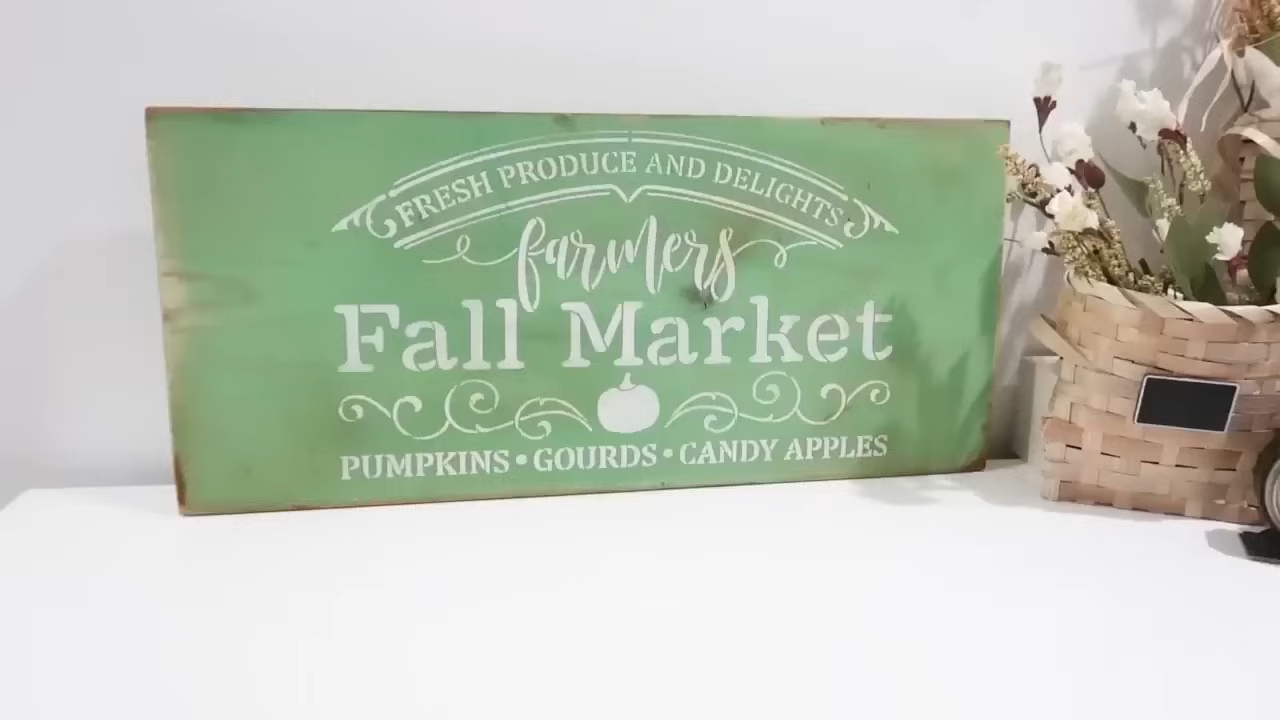 FRESH PRODUCE AND DELIGHTS
farmers
Fall Market
PUMPKINS • GOURDS • CANDY APPLES